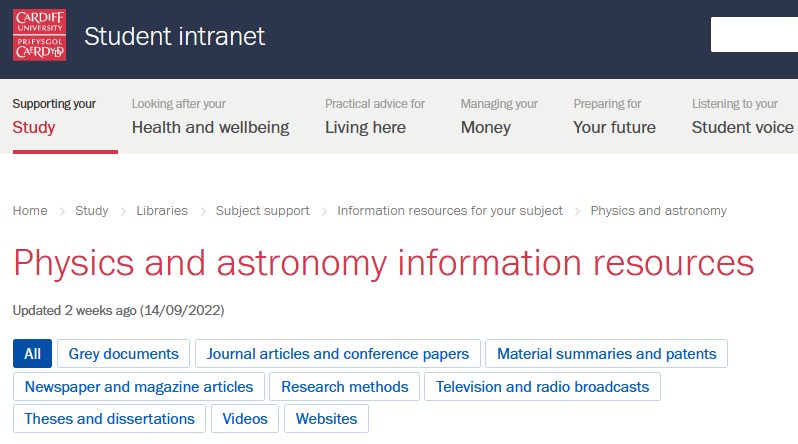 CARDIFF
UNIVERSITY
PRIFYSGOL
CAERDYDD
Student intranet
Supporting your Looking after your Practical advice for Managing your Preparing for Listening to your
Study Health and wellbeing Living here Money Your future Student voice
Home > Study > Libraries > Subject support > Information resources for your subject > Physics and astronomy
Physics and astronomy information resources
Updated 2 weeks ago (14/09/2022)
All Grey documents Journal articles and conference papers Material summaries and patents
Newspaper and magazine articles Research methods Television and radio broadcasts
Theses and dissertations Videos Websites